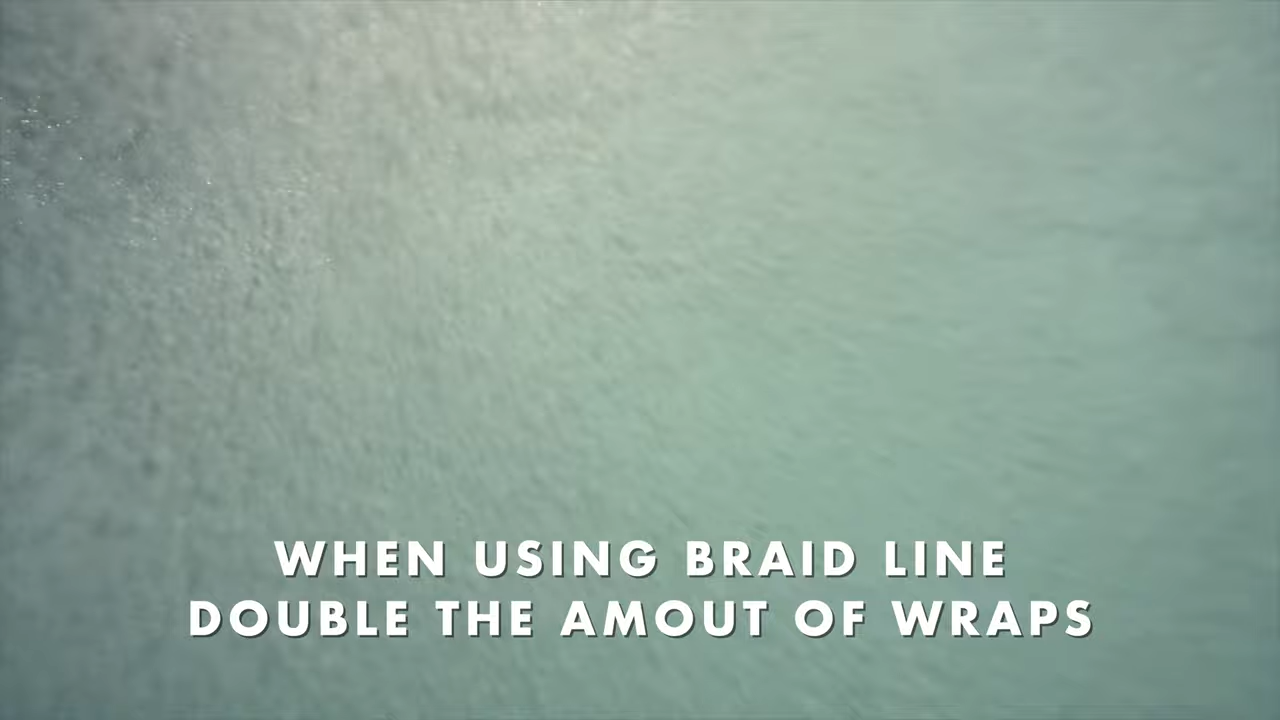 WHEN USING BRAID LINE
DOUBLE THE AMOUT OF WRAPS